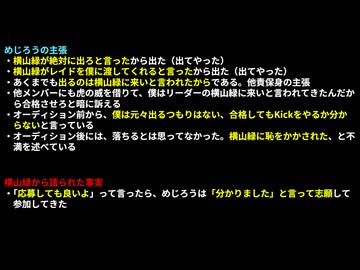 めじろうの主張
・横山緑が絶対に出ろと言ったから出た（出てやった）
・横山緑がレイドを僕に渡してくれると言ったから出た（出てやった）
・あくまでも出るのは横山緑に来いと言われたからである。他責保身の主張
・他メンバーにも虎の威を借りて、僕はリーダーの横山緑に来いと言われてきたんだか
ら合格させろと暗に訴える
・オーディション前から、僕は元々出るつもりはない、合格してもKickをやるか分か
らないと言っている
・オーディション後には、落ちるとは思ってなかった。横山緑に恥をかかされた、と不
満を述べている
横山緑から語られた事実
・「応募しても良いよ」って言ったら、めじろうは「分かりました」と言って志願して
参加してきた